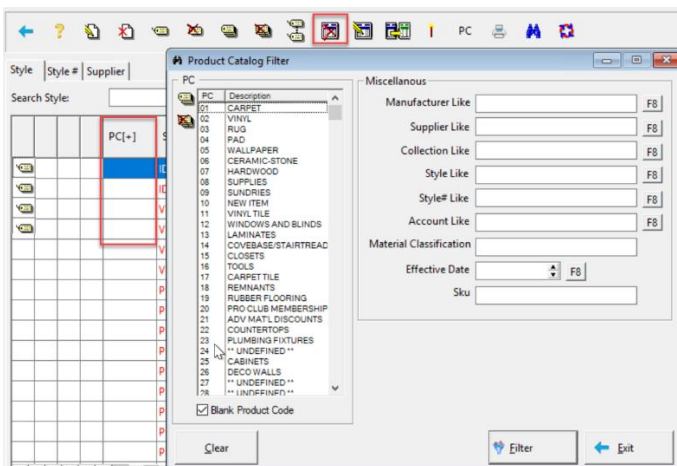 PC
Style Style # Supplier
Search Style:
PC[+]
Product Catalog Filter
PC
PC Description
01 CARPET
02 VINYL
03 RUG
04 PAD
05 WALLPAPER
06 CERAMIC-STONE
07 HARDWOOD
08 SUPPLIES
09 SUNDRIES
10 NEW ITEM
11 VINYL TILE
12 WINDOWS AND BLINDS
13 LAMINATES
14 COVEBASE/STAIRTREAD
15 CLOSETS
16 TOOLS
17 CARPET TILE
18 REMNANTS
19 RUBBER FLOORING
20 PRO CLUB MEMBERSHIP
21 ADV MAT'L DISCOUNTS
22 COUNTERTOPS
23 PLUMBING FIXTURES
24 ** UNDEFINED **
25 CABINETS
26 DECO WALLS
27 ** UNDEFINED **
28 ** UNDEFINED **
Blank Product Code
Clear
Miscellanous
Manufacturer Like F8
Supplier Like F8
Collection Like F8
Style Like F8
Style# Like F8
Account Like F8
Material Classification
Effective Date F8
Sku
Filter
Exit